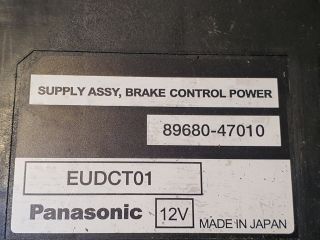 SUPPLY ASSY, BRAKE CONTROL POWER
89680-47010
EUDCT01
Panasonic 12V MADE IN JAPAN